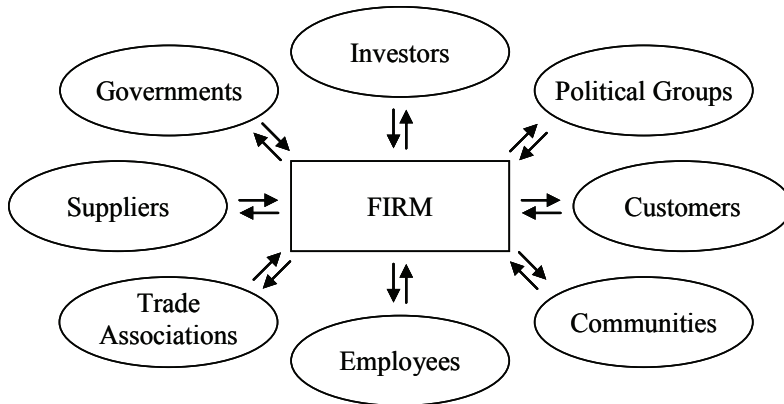 Investors
Governments
Political Groups
Suppliers
FIRM
Customers
Trade
Associations
Communities
Employees